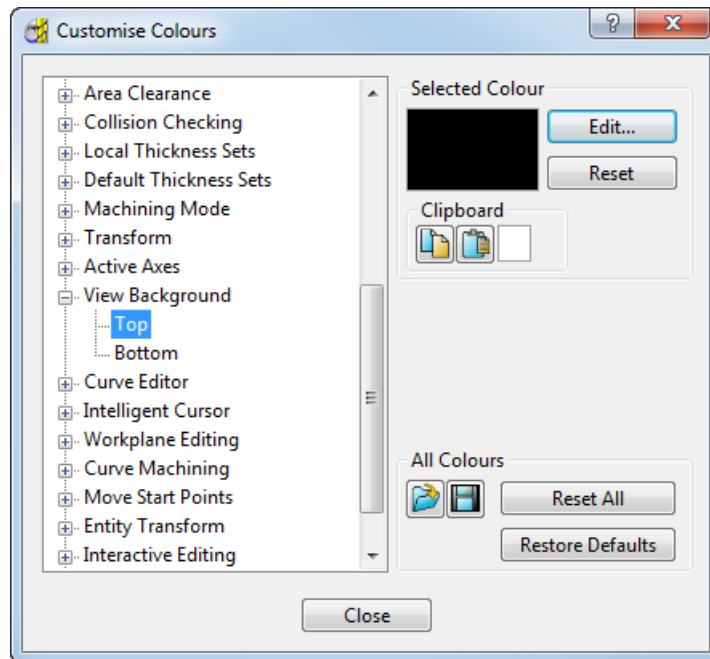 Customise Colours
?
Area Clearance
Collision Checking
Local Thickness Sets
Default Thickness Sets
Machining Mode
Transform
Active Axes
View Background
Top
Bottom
Curve Editor
Intelligent Cursor
Workplane Editing
Curve Machining
Move Start Points
Entity Transform
Interactive Editing
Selected Colour
Edit...
Reset
Clipboard
All Colours
Reset All
Restore Defaults
Close